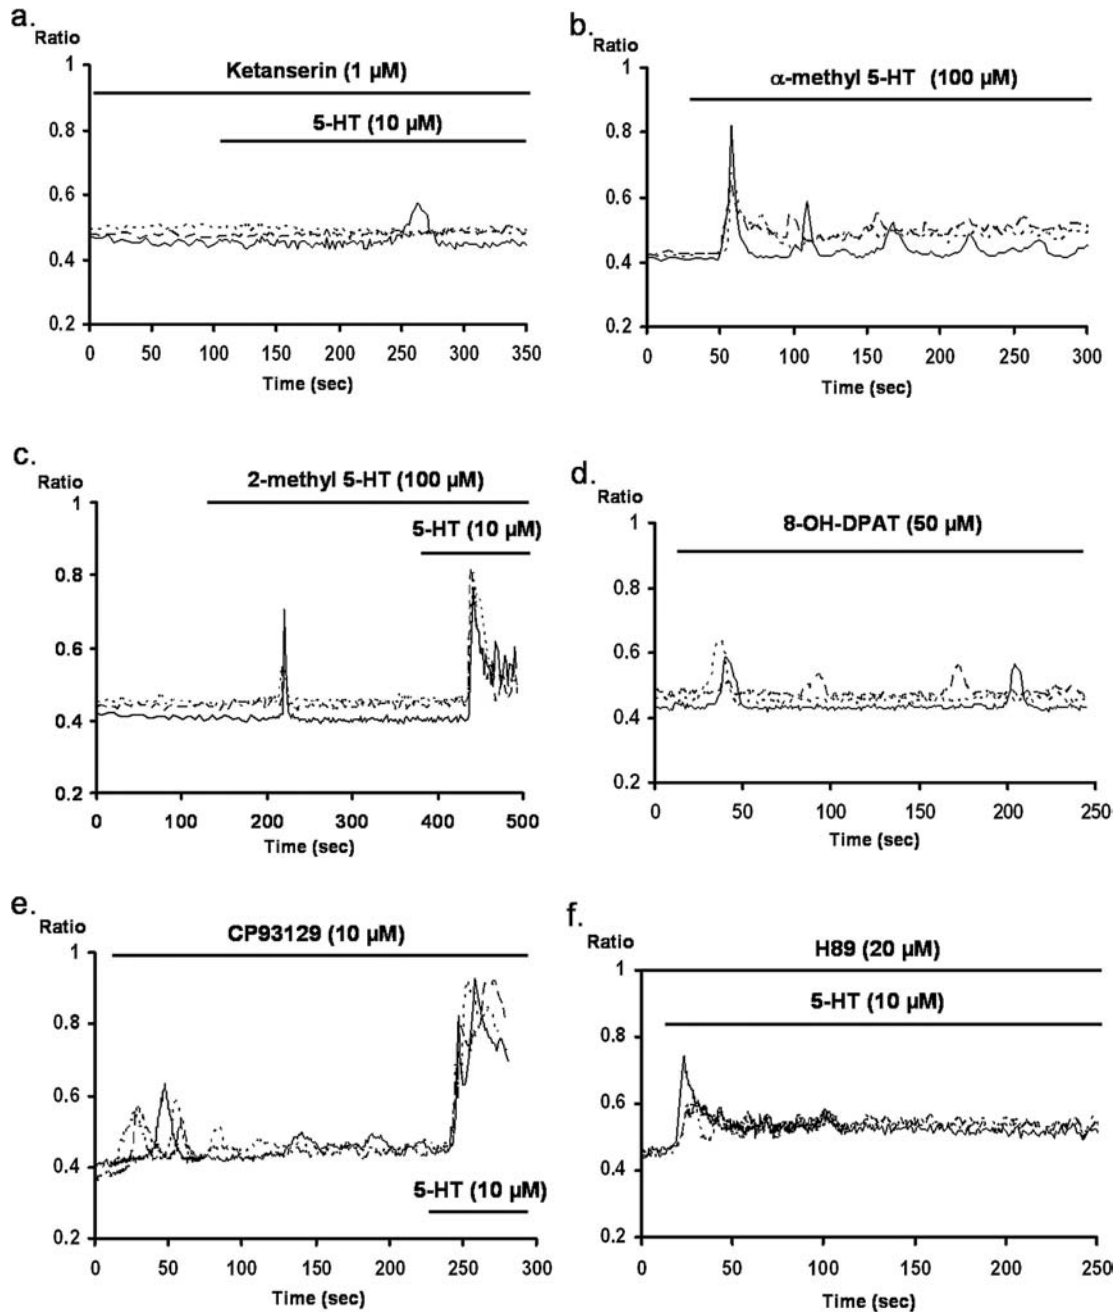 a.
Ratio
1
Ketanserin (1 µM)
0.8
5-HT (10 µM)
0.6
0.4
0.2
0 50 100 150 200 250 300 350
Time (sec)
b.
Ratio
1
α-methyl 5-HT (100 µM)
0.8
0.6
0.4
0.2
0 50 100 150 200 250 300
Time (sec)
c.
Ratio
2-methyl 5-HT (100 µM)
1
5-HT (10 µM)
0.8
0.6
0.4
0.2
0 100 200 300 400 500
Time (sec)
d.
Ratio
1
8-OH-DPAT (50 µM)
0.8
0.6
0.4
0.2
0 50 100 150 200 250
Time (sec)
e.
Ratio
CP93129 (10 µM)
1
0.8
0.6
0.4
5-HT (10 µM)
0.2
0 50 100 150 200 250 300
Time (sec)
f.
Ratio
H89 (20 µM)
1
5-HT (10 µM)
0.8
0.6
0.4
0.2
0 50 100 150 200 250
Time (sec)